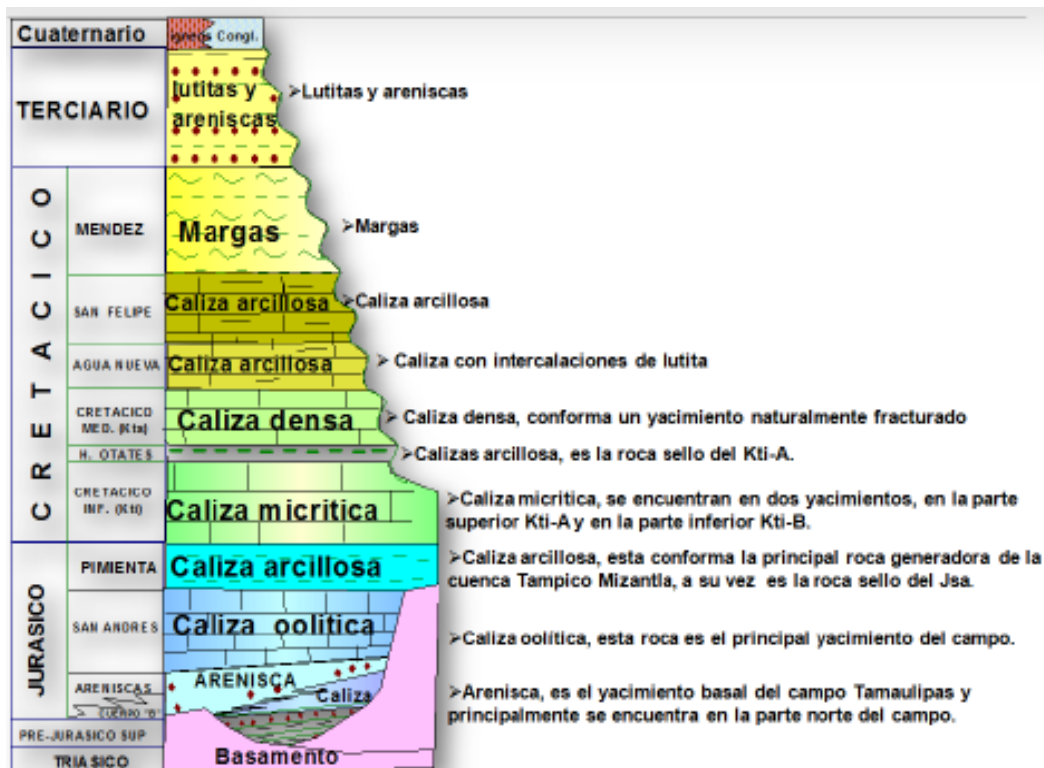 Cuaternario
Igneos Congl.
TERCIARIO
lutitas y
areniscas
➢Lutitas y areniscas
CRETACICO
MENDEZ
Margas
➢Margas
SAN FELIPE
Caliza arcillosa
➢Caliza arcillosa
AGUA NUEVA
Caliza arcillosa
➢ Caliza con intercalaciones de lutita
CRETACICO
MED. (Kts)
Caliza densa
➢ Caliza densa, conforma un yacimiento naturalmente fracturado
H. OTATES
➢Calizas arcillosa, es la roca sello del Kti-A.
CRETACICO
INF. (Kti)
Caliza micritica
➢Caliza micritica, se encuentran en dos yacimientos, en la parte
superior Kti-A y en la parte inferior Kti-B.
JURASICO
PIMIENTA
Caliza arcillosa
➢Caliza arcillosa, esta conforma la principal roca generadora de la
cuenca Tampico Mizantla, a su vez es la roca sello del Jsa.
SAN ANDRES
Caliza oolitica
➢Caliza oolítica, esta roca es el principal yacimiento del campo.
ARENISCAS
CUERPO "B"
ARENISCA
Caliza
➢Arenisca, es el yacimiento basal del campo Tamaulipas y
principalmente se encuentra en la parte norte del campo.
PRE-JURASICO SUP
TRIASICO
Basamento